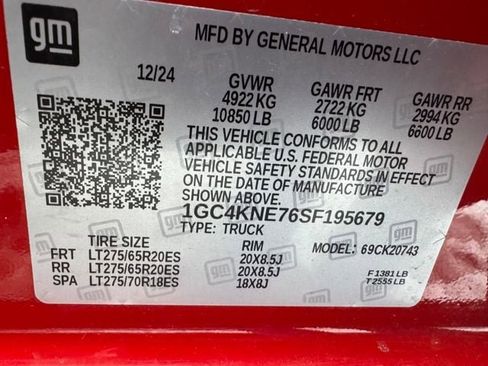 gm
MFD BY GENERAL MOTORS LLC
12/24 GVWR GAWR FRT GAWR RR
4922 KG 2722 KG 2994 KG
10850 LB 6000 LB 6600 LB
THIS VEHICLE CONFORMS TO ALL
APPLICABLE U.S. FEDERAL MOTOR
VEHICLE SAFETY STANDARDS IN
EFFECT ON THE DATE OF MANUFACTURE
SHOWN ABOVE.
1GC4KNE76SF195679
TYPE: TRUCK
TIRE SIZE RIM MODEL: 69CK20743
FRT LT275/65R20ES 20X8.5J
RR LT275/65R20ES 20X8.5J F 1381 LB
SPA LT275/70R18ES 18X8J T 2555 LB